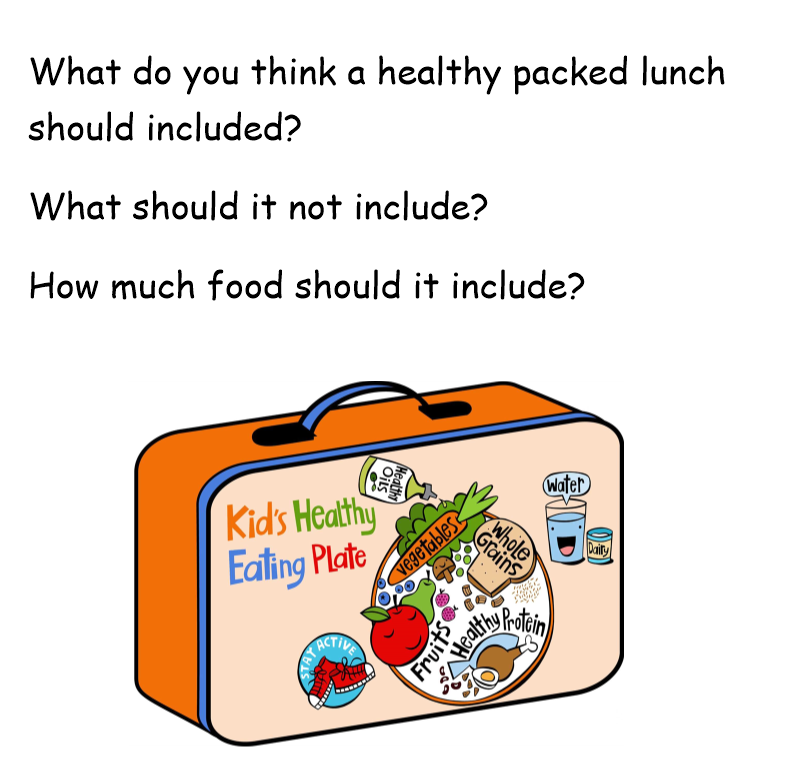 What do you think a healthy packed lunch
should included?
What should it not include?
How much food should it include?
Healthy
Oils
Water
Kid's Healthy
Eating Plate
vegetables
Whole
Grains
Dairy
Fruits
Healthy Protein
STAY ACTIVE